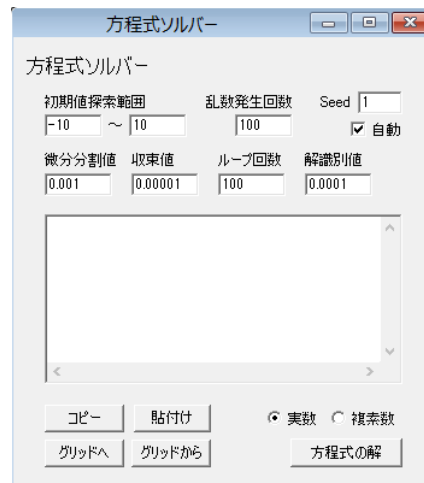 方程式ソルバー
方程式ソルバー
初期値探索範囲 乱数発生回数 Seed 1
-10 ～ 10 100 自動
微分分割値 収束値 ループ回数 解識別値
0.001 0.00001 100 0.0001
コピー 貼付け 実数 複素数
グリッドへ グリッドから 方程式の解